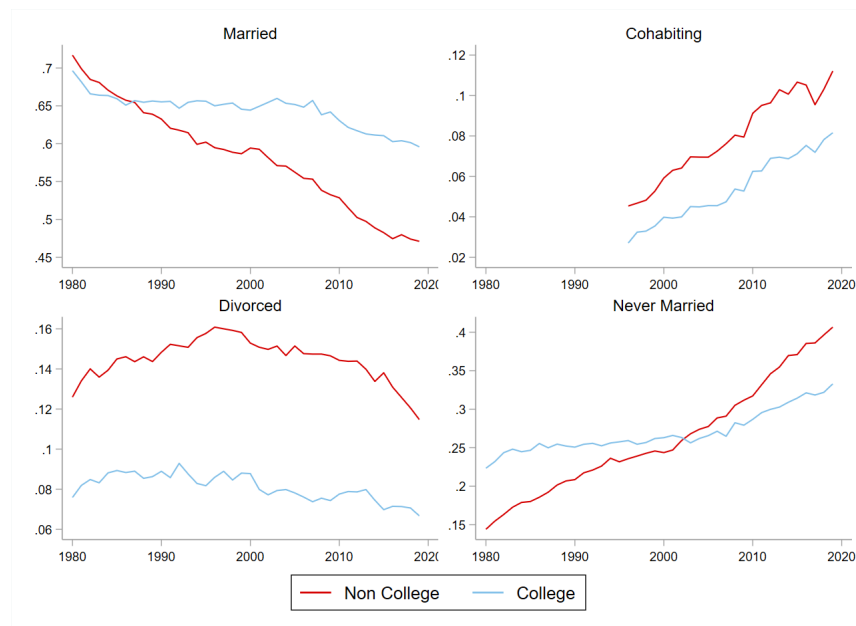 Married
.7
.65
.6
.55
.5
.45
1980 1990 2000 2010 2020
Cohabiting
.12
.1
.08
.06
.04
.02
1980 1990 2000 2010 2020
Divorced
.16
.14
.12
.1
.08
.06
1980 1990 2000 2010 2020
Never Married
.4
.35
.3
.25
.2
.15
1980 1990 2000 2010 2020
Non College College